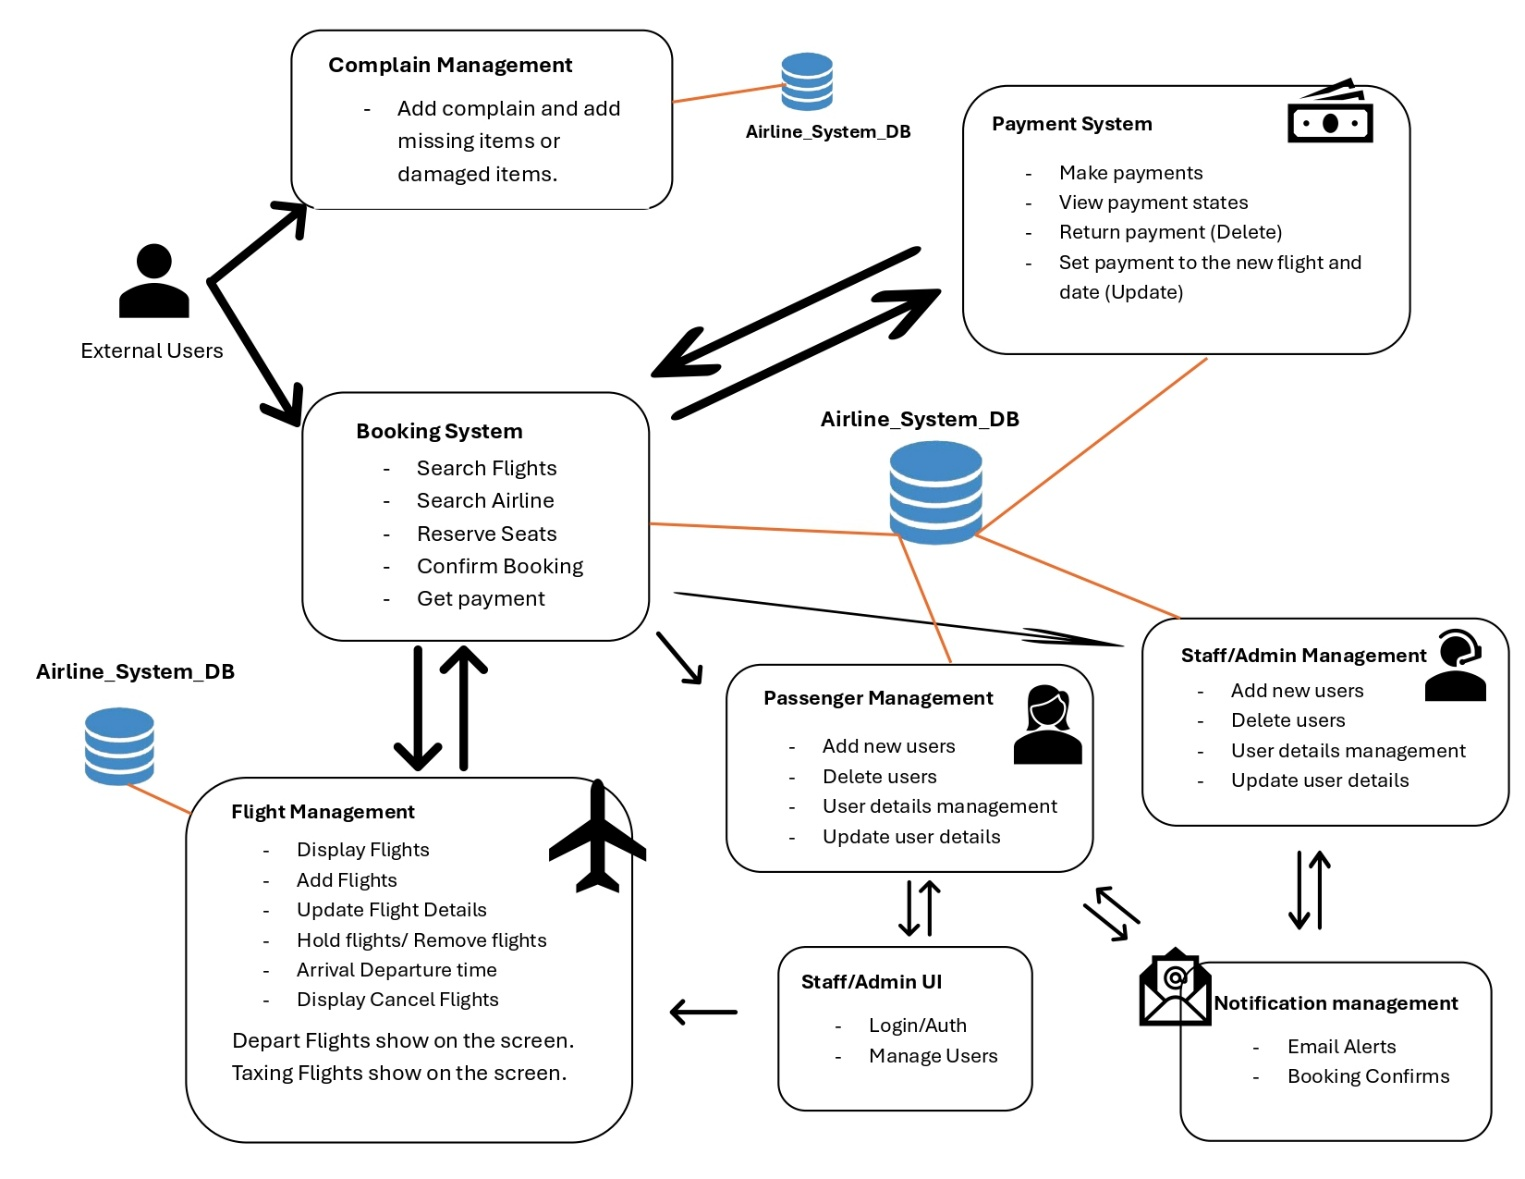 Complain Management
- Add complain and add
missing items or
damaged items.
Airline_System_DB
Payment System
- Make payments
- View payment states
- Return payment (Delete)
- Set payment to the new flight and
date (Update)
External Users
Booking System
- Search Flights
- Search Airline
- Reserve Seats
- Confirm Booking
- Get payment
Airline_System_DB
Airline_System_DB
Staff/Admin Management
- Add new users
- Delete users
- User details management
- Update user details
Passenger Management
- Add new users
- Delete users
- User details management
- Update user details
Flight Management
- Display Flights
- Add Flights
- Update Flight Details
- Hold flights/ Remove flights
- Arrival Departure time
- Display Cancel Flights
Depart Flights show on the screen.
Taxing Flights show on the screen.
Staff/Admin UI
- Login/Auth
- Manage Users
@
Notification management
- Email Alerts
- Booking Confirms